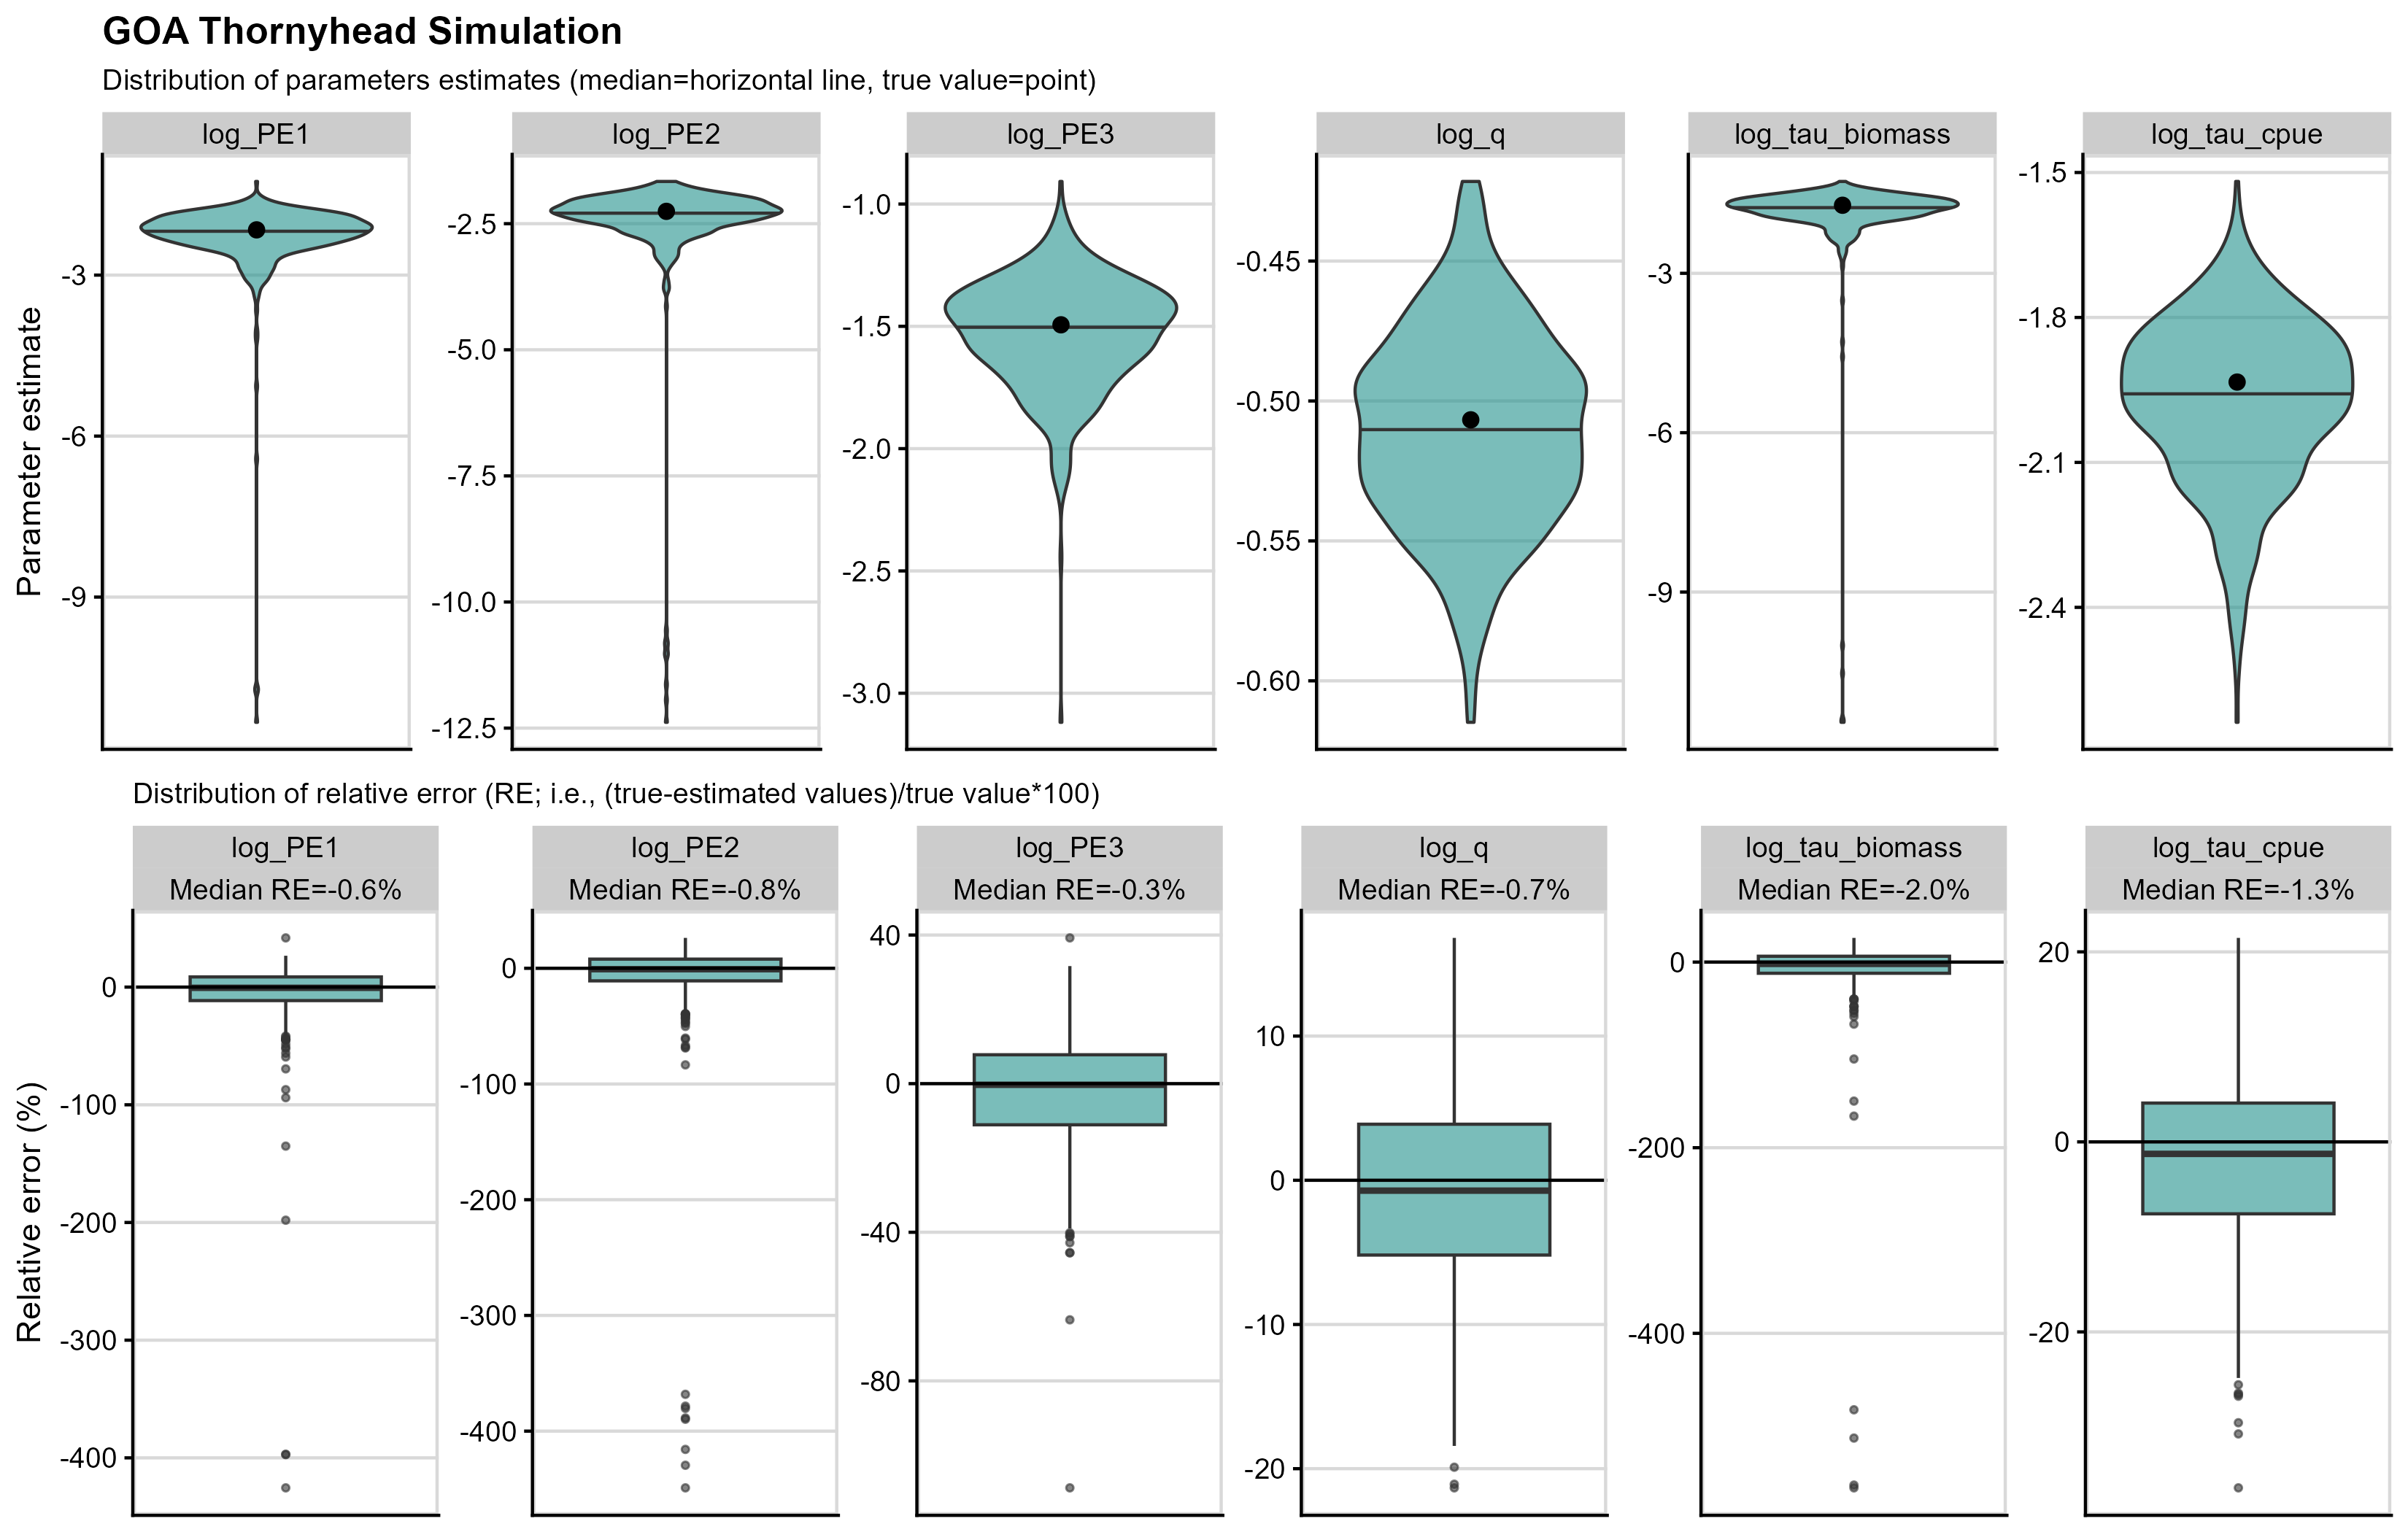 GOA Thornyhead Simulation
Distribution of parameters estimates (median=horizontal line, true value=point)
log_PE1
log_PE2
log_PE3
log_q
log_tau_biomass
log_tau_cpue
Parameter estimate
-3
-6
-9
-2.5
-5.0
-7.5
-10.0
-12.5
-1.0
-1.5
-2.0
-2.5
-3.0
-0.45
-0.50
-0.55
-0.60
-3
-6
-9
-1.5
-1.8
-2.1
-2.4
Distribution of relative error (RE; i.e., (true-estimated values)/true value*100)
log_PE1
Median RE=-0.6%
log_PE2
Median RE=-0.8%
log_PE3
Median RE=-0.3%
log_q
Median RE=-0.7%
log_tau_biomass
Median RE=-2.0%
log_tau_cpue
Median RE=-1.3%
Relative error (%)
0
-100
-200
-300
-400
0
-100
-200
-300
-400
40
0
-40
-80
10
0
-10
-20
0
-200
-400
20
0
-20